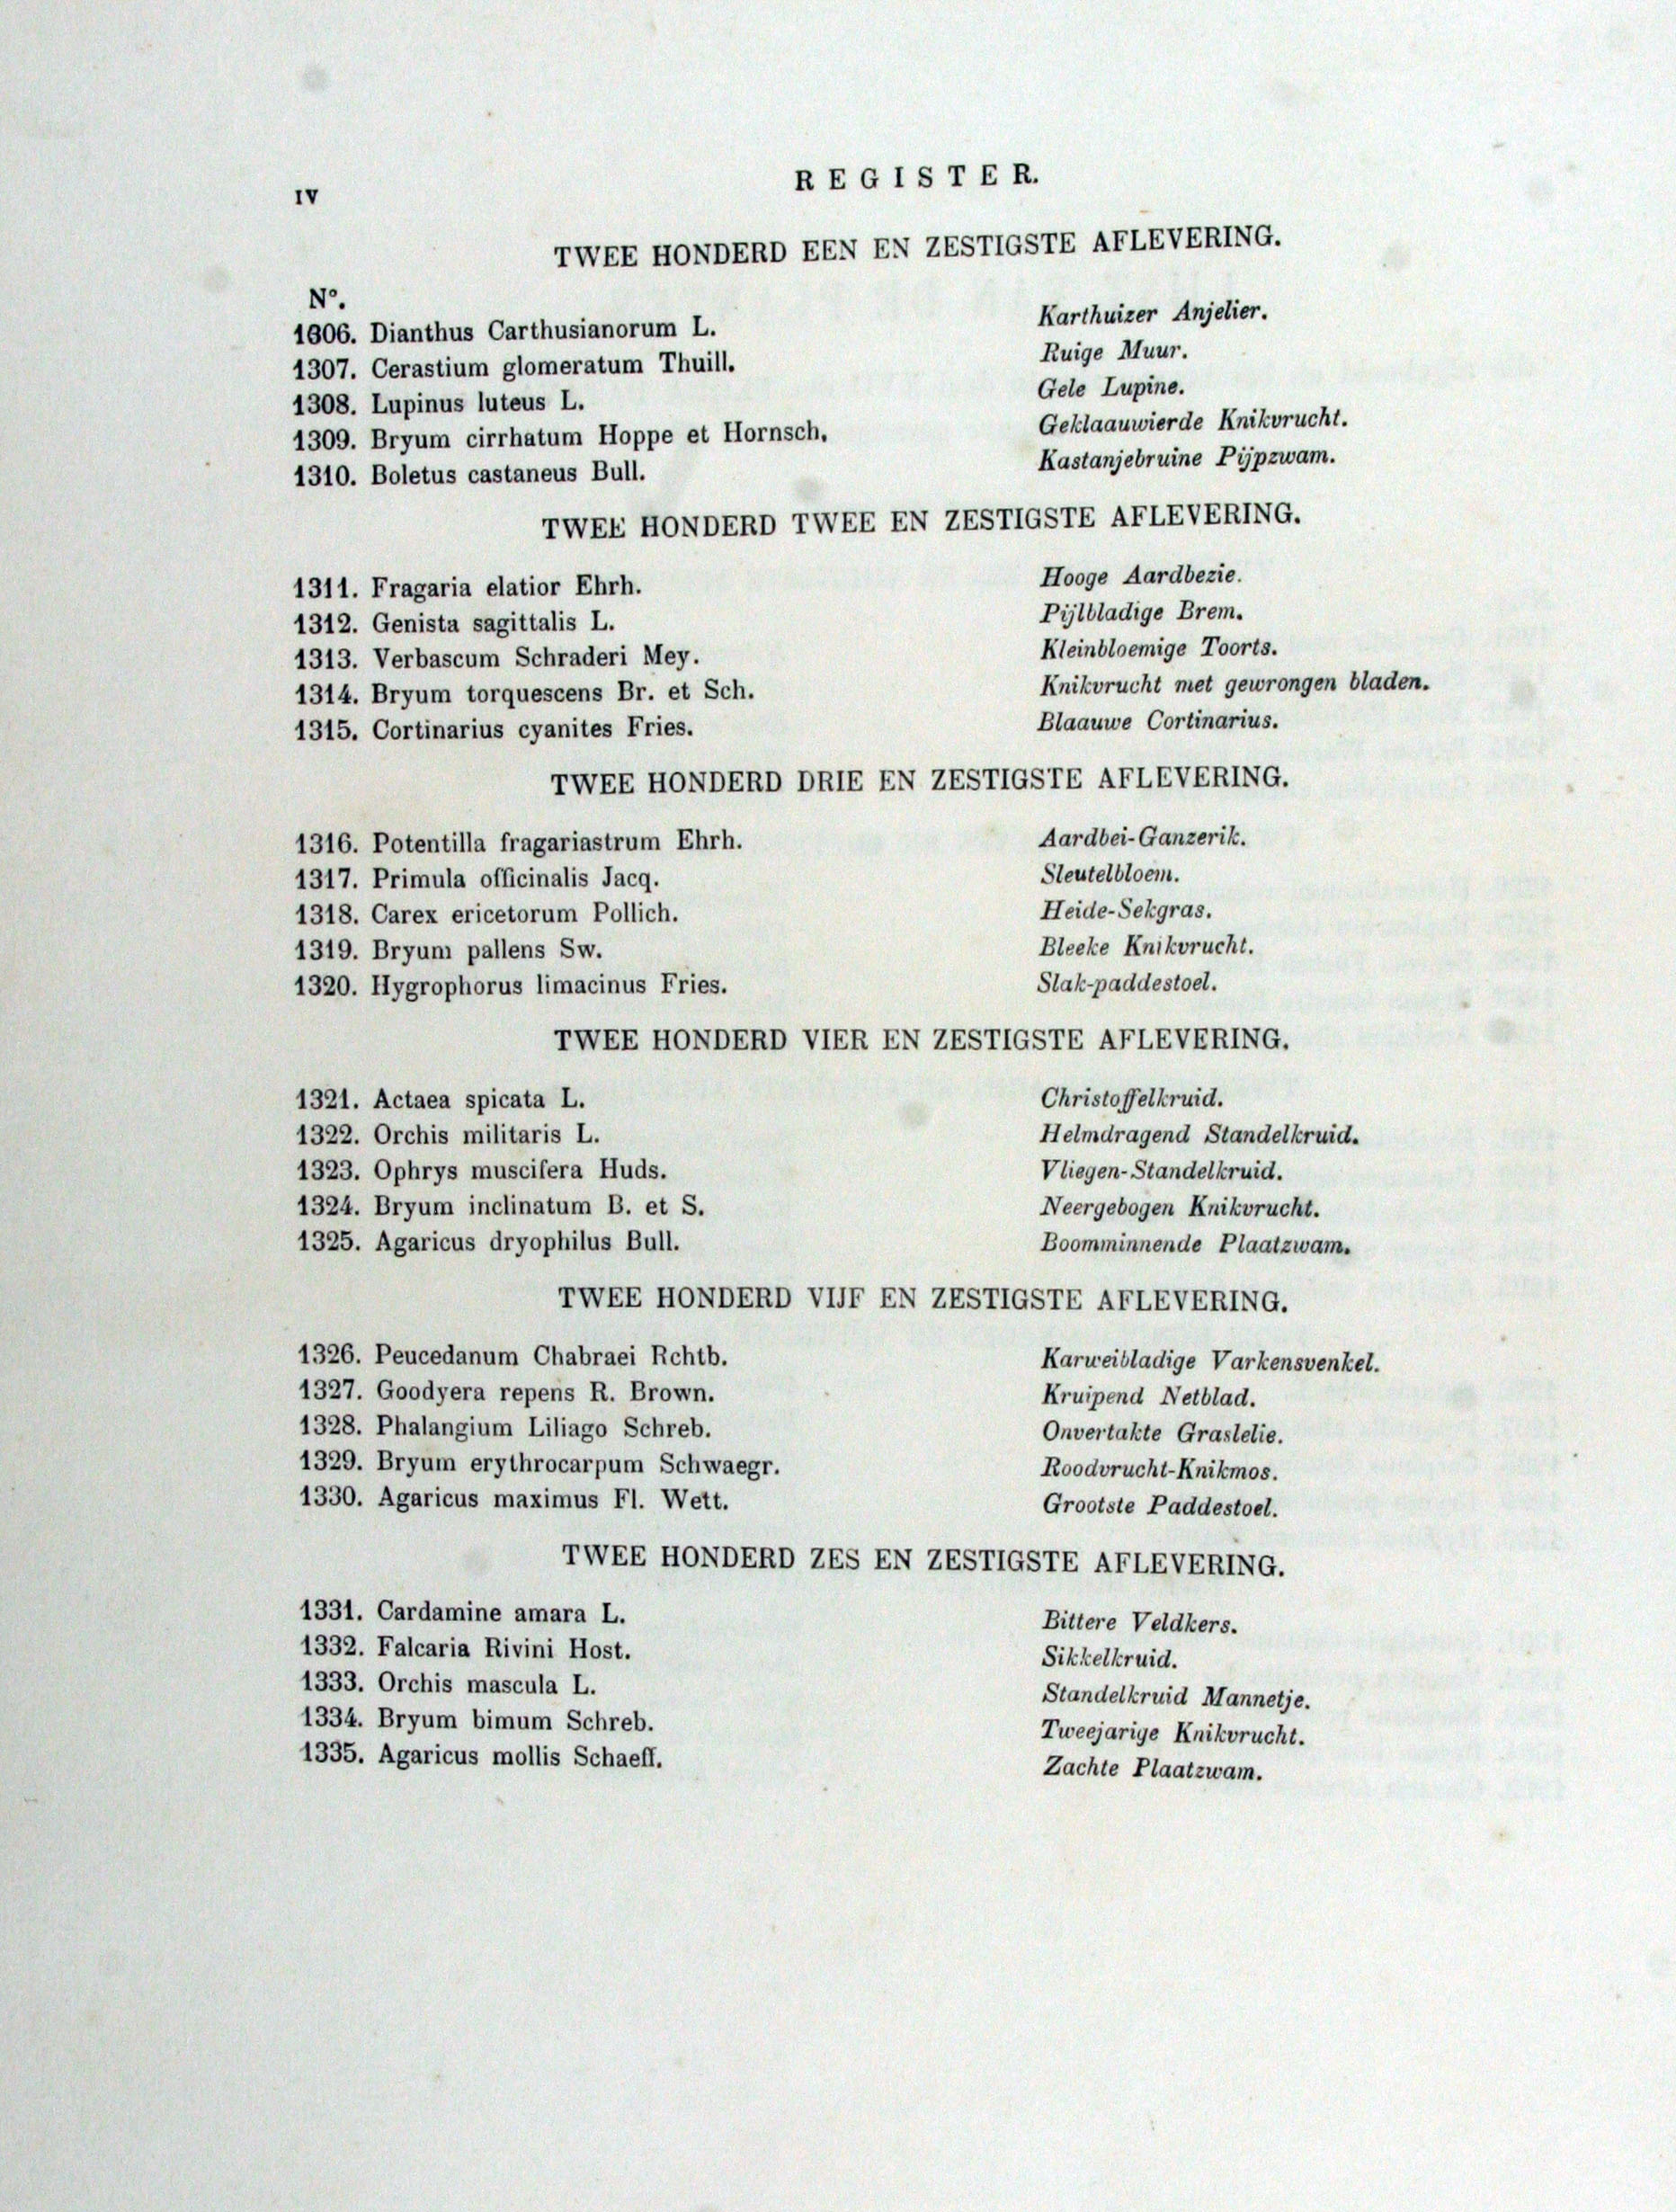 IV
REGISTER.
TWEE HONDERD EEN EN ZESTIGSTE AFLEVERING.
N°.
1606. Dianthus Carthusianorum L. Karthuizer Anjelier.
1307. Cerastium glomeratum Thuill. Ruige Muur.
1308. Lupinus luteus L. Gele Lupine.
1309. Bryum cirrhatum Hoppe et Hornsch. Geklaauwierde Knikvrucht.
1310. Boletus castaneus Bull. Kastanjebruine Pijpzwam.
TWEE HONDERD TWEE EN ZESTIGSTE AFLEVERING.
1311. Fragaria elatior Ehrh. Hooge Aardbezie.
1312. Genista sagittalis L. Pijlbladige Brem.
1313. Verbascum Schraderi Mey. Kleinbloemige Toorts.
1314. Bryum torquescens Br. et Sch. Knikvrucht met gewrongen bladen.
1315. Cortinarius cyanites Fries. Blaauwe Cortinarius.
TWEE HONDERD DRIE EN ZESTIGSTE AFLEVERING.
1316. Potentilla fragariastrum Ehrh. Aardbei-Ganzerik.
1317. Primula officinalis Jacq. Sleutelbloem.
1318. Carex ericetorum Pollich. Heide-Sekgras.
1319. Bryum pallens Sw. Bleeke Knikvrucht.
1320. Hygrophorus limacinus Fries. Slak-paddestoel.
TWEE HONDERD VIER EN ZESTIGSTE AFLEVERING.
1321. Actaea spicata L. Christoffelkruid.
1322. Orchis militaris L. Helmdragend Standelkruid.
1323. Ophrys muscifera Huds. Vliegen-Standelkruid.
1324. Bryum inclinatum B. et S. Neergebogen Knikvrucht.
1325. Agaricus dryophilus Bull. Boomminnende Plaatzwam.
TWEE HONDERD VIJF EN ZESTIGSTE AFLEVERING.
1326. Peucedanum Chabraei Rchtb. Karweibladige Varkensvenkel.
1327. Goodyera repens R. Brown. Kruipend Netblad.
1328. Phalangium Liliago Schreb. Onvertakte Graslelie.
1329. Bryum erythrocarpum Schwaegr. Roodvrucht-Knikmos.
1330. Agaricus maximus Fl. Wett. Grootste Paddestoel.
TWEE HONDERD ZES EN ZESTIGSTE AFLEVERING.
1331. Cardamine amara L. Bittere Veldkers.
1332. Falcaria Rivini Host. Sikkelkruid.
1333. Orchis mascula L. Standelkruid Mannetje.
1334. Bryum bimum Schreb. Tweejarige Knikvrucht.
1335. Agaricus mollis Schaeff. Zachte Plaatzwam.